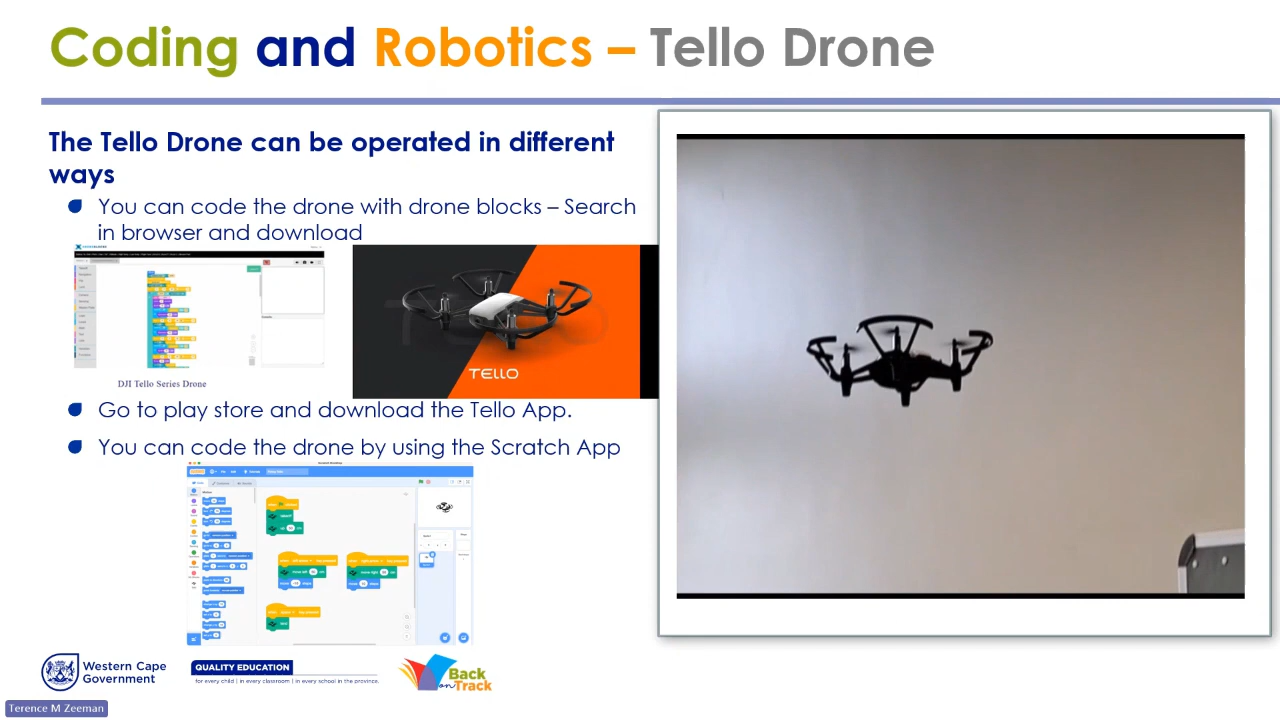 Coding and Robotics – Tello Drone
The Tello Drone can be operated in different
ways
You can code the drone with drone blocks – Search
in browser and download
DJI Tello Series Drone
TELLO
Go to play store and download the Tello App.
You can code the drone by using the Scratch App
Western Cape
Government
QUALITY EDUCATION
for every child | in every classroom | in every school in the province.
Back
on Track
Terence M Zeeman